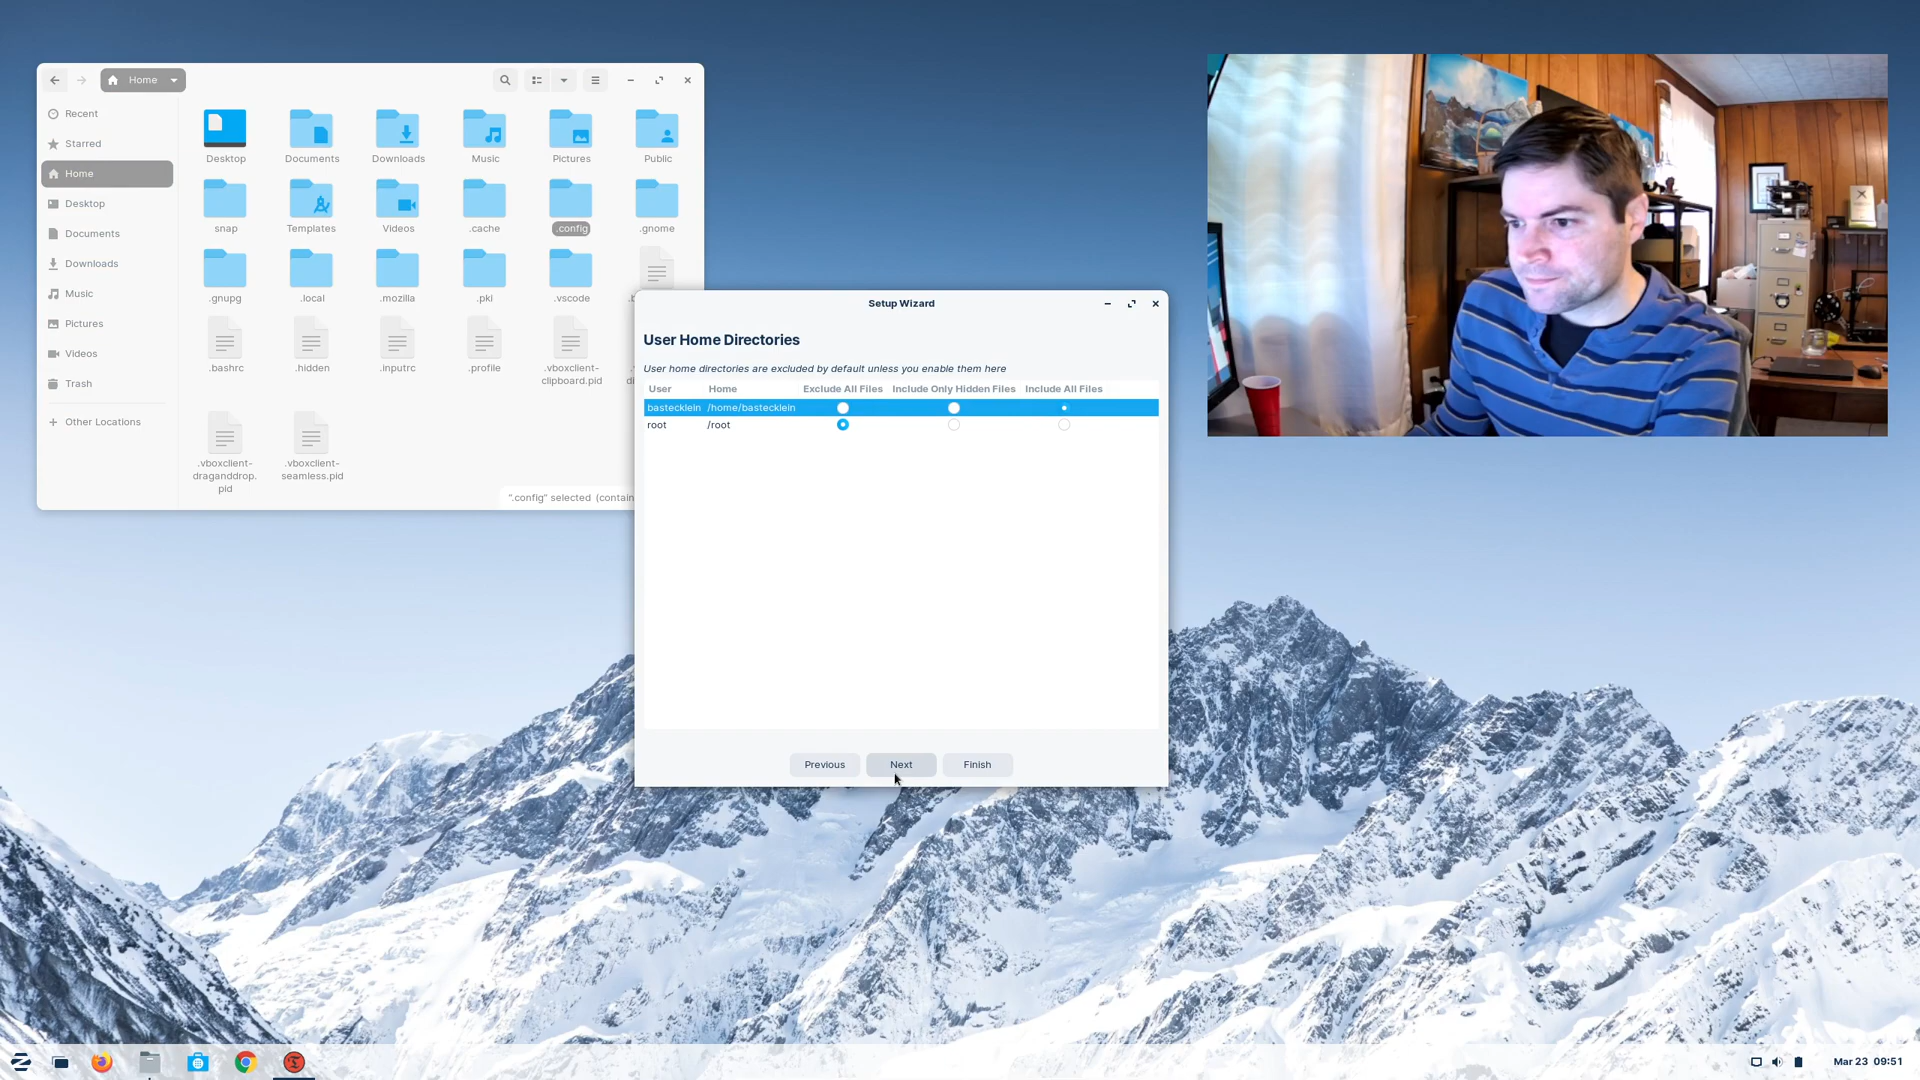 Home
Recent
Starred
Home
Desktop
Documents
Downloads
Music
Pictures
Videos
Trash
Other Locations
Desktop
Documents
Downloads
Music
Pictures
Public
snap
Templates
Videos
.cache
.config
.gnome
.gnupg
.local
.mozilla
.pki
.vscode
.bashrc
.hidden
.inputrc
.profile
.vboxclient-
clipboard.pid
.vboxclient-
draganddrop.
pid
.vboxclient-
seamless.pid
".config" selected (contain
Setup Wizard
User Home Directories
User home directories are excluded by default unless you enable them here
User Home Exclude All Files Include Only Hidden Files Include All Files
bastecklein /home/bastecklein
root /root
Previous Next Finish
Mar 23 09:51